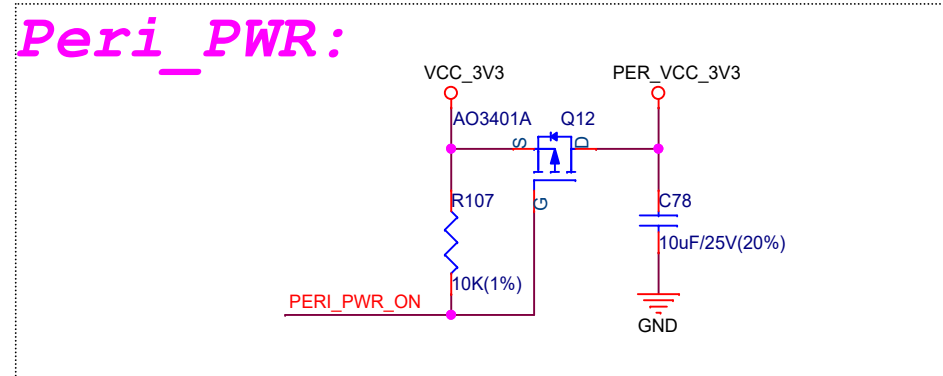 Peri_PWR:
VCC_3V3
PER_VCC_3V3
AO3401A
Q12
S
D
G
R107
C78
10uF/25V(20%)
10K(1%)
PERI_PWR_ON
GND